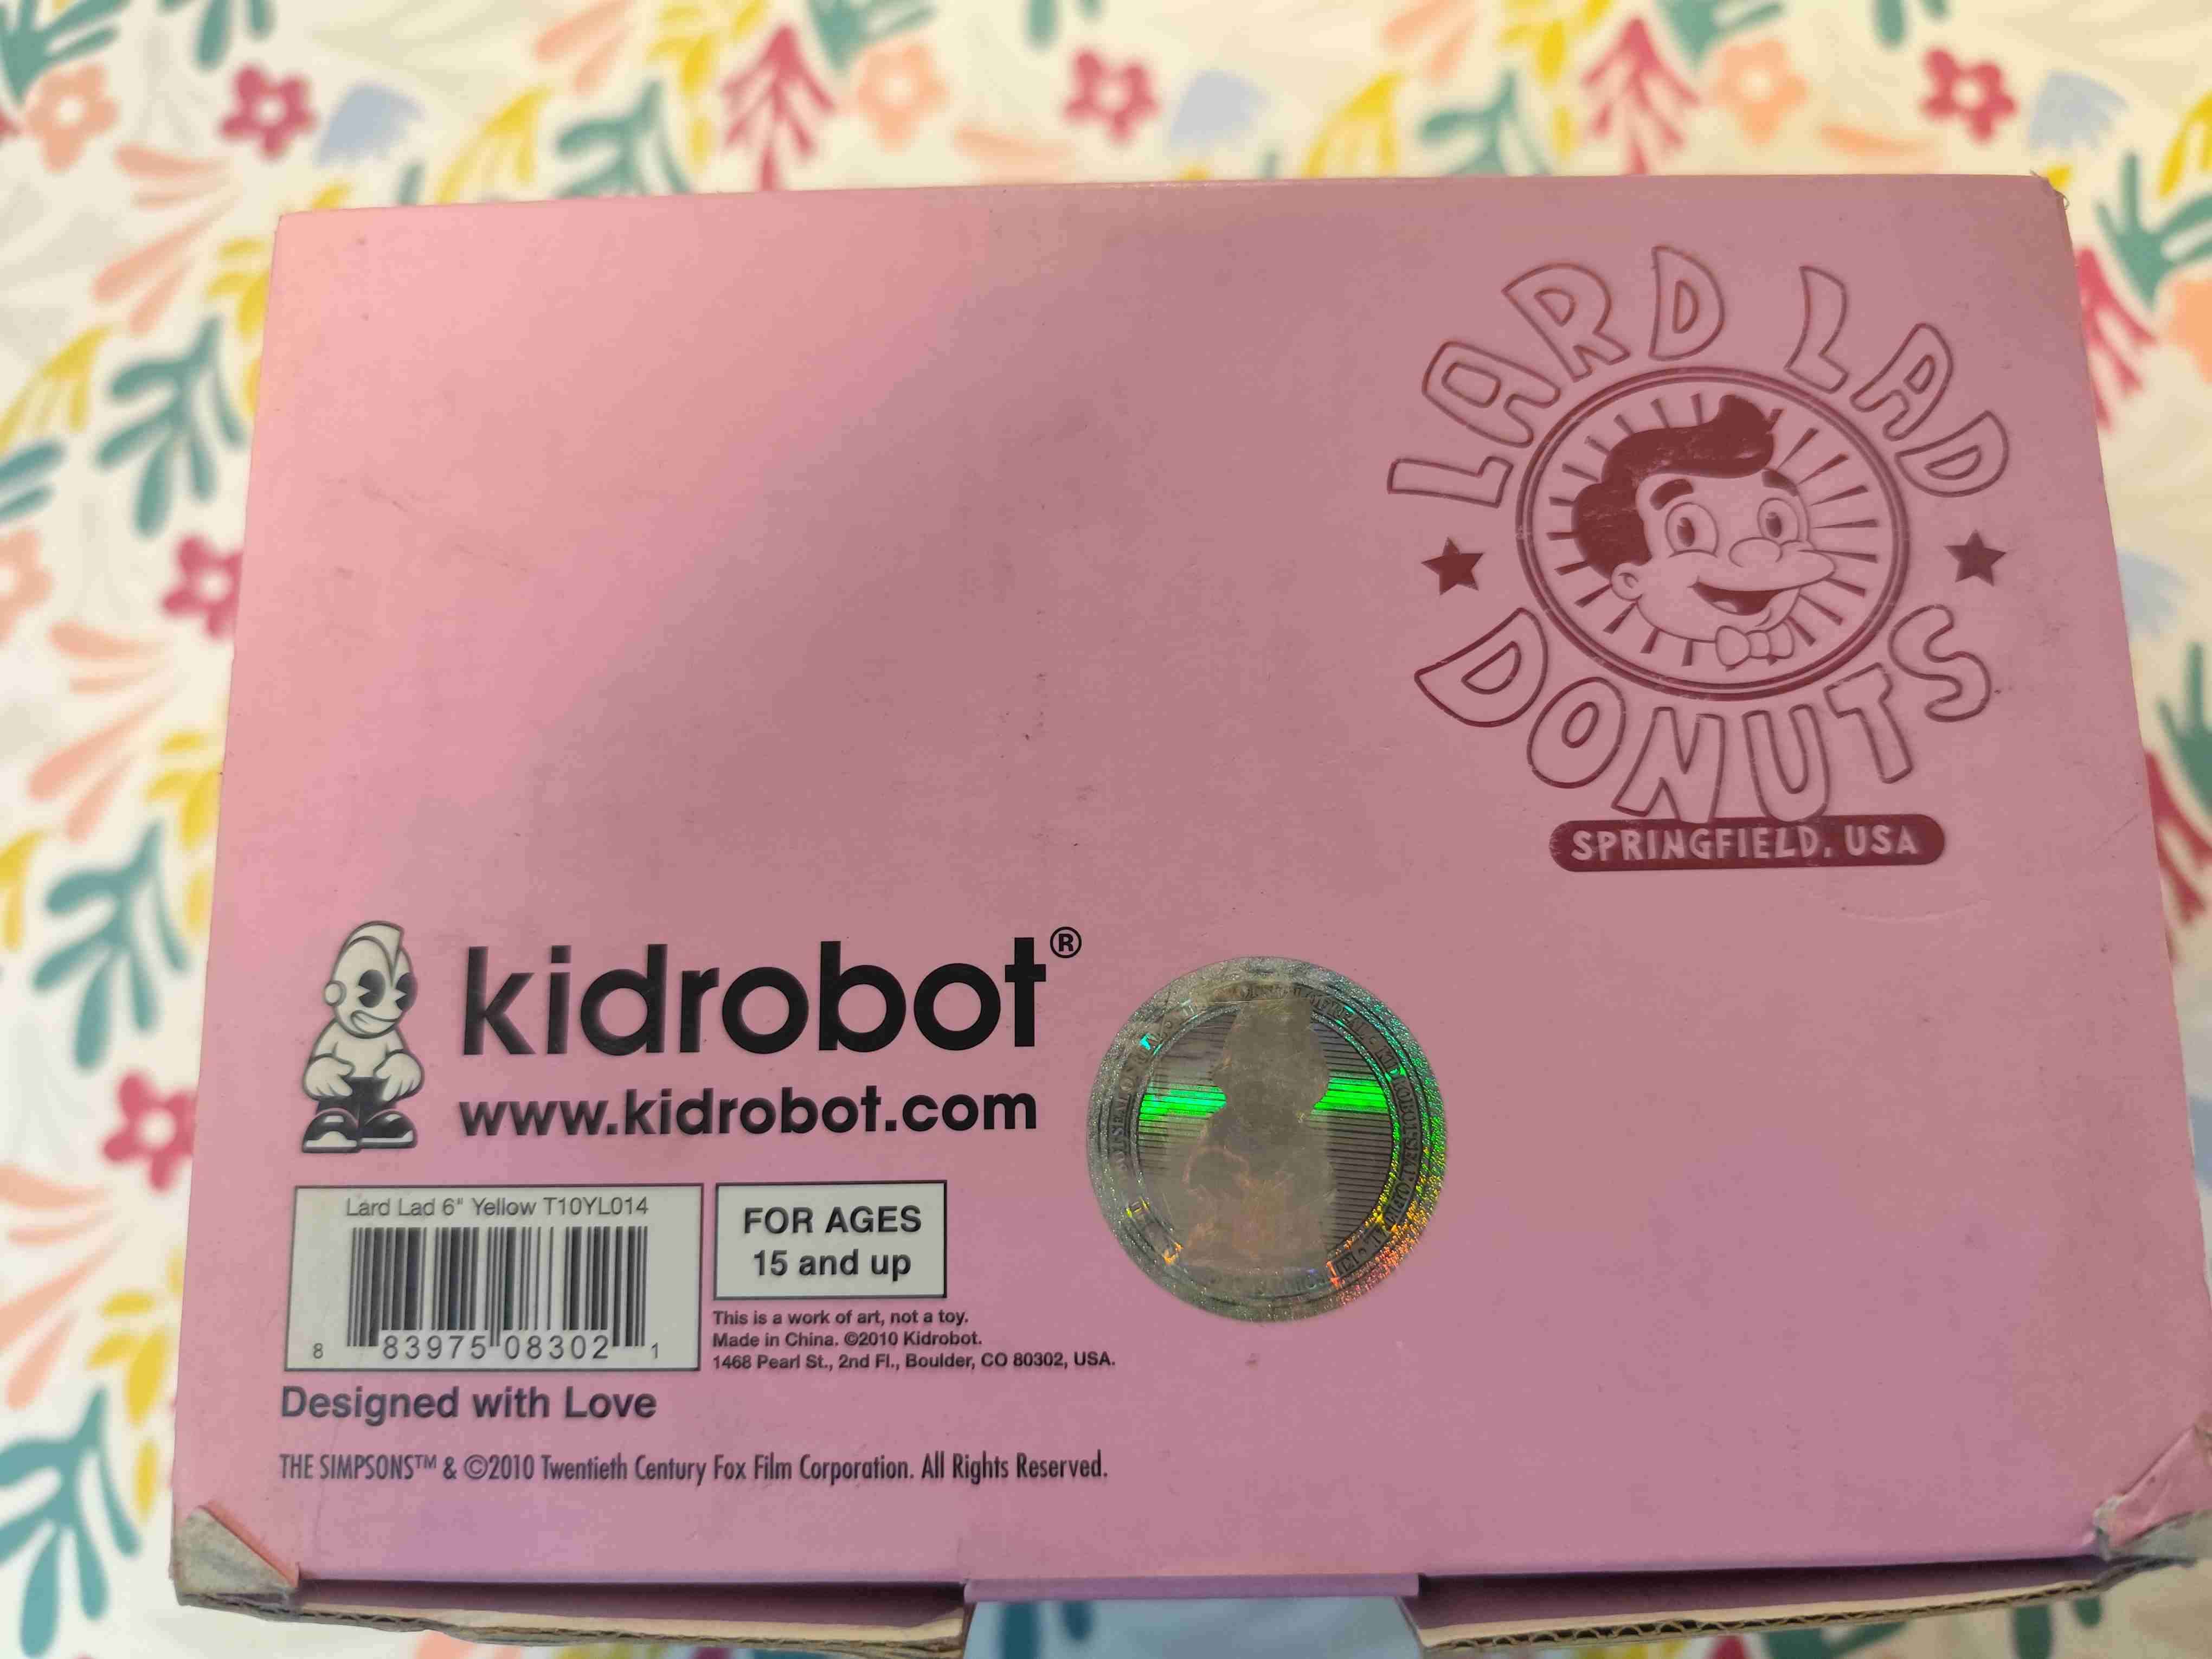 LARD LAD
DONUTS
SPRINGFIELD, USA
kidrobot®
www.kidrobot.com
Lard Lad 6" Yellow T10YL014
8 83975 08302 1
FOR AGES
15 and up
This is a work of art, not a toy.
Made in China. ©2010 Kidrobot.
1468 Pearl St., 2nd Fl., Boulder, CO 80302, USA.
Designed with Love
THE SIMPSONS™ & ©2010 Twentieth Century Fox Film Corporation. All Rights Reserved.